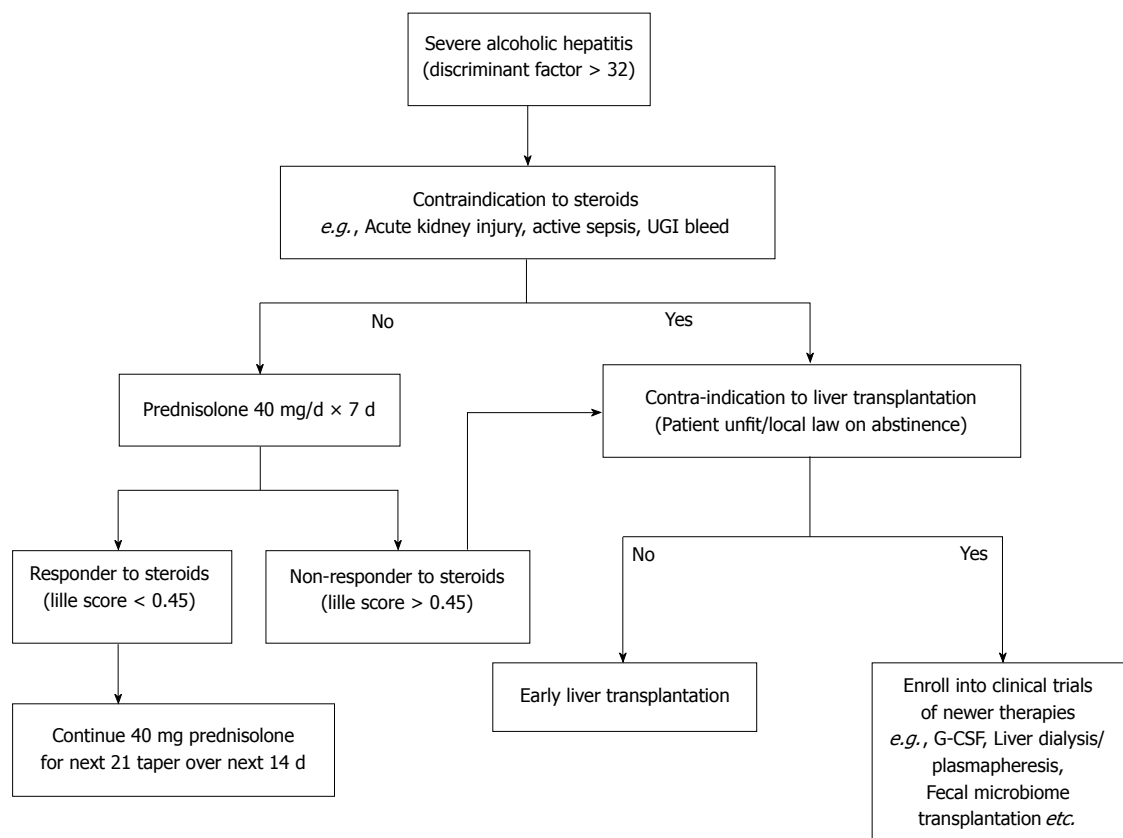 Severe alcoholic hepatitis
(discriminant factor > 32)
Contraindication to steroids
e.g., Acute kidney injury, active sepsis, UGI bleed
No
Yes
Prednisolone 40 mg/d × 7 d
Contra-indication to liver transplantation
(Patient unfit/local law on abstinence)
Responder to steroids
(lille score < 0.45)
Non-responder to steroids
(lille score > 0.45)
No
Yes
Continue 40 mg prednisolone
for next 21 taper over next 14 d
Early liver transplantation
Enroll into clinical trials
of newer therapies
e.g., G-CSF, Liver dialysis/
plasmapheresis,
Fecal microbiome
transplantation etc.